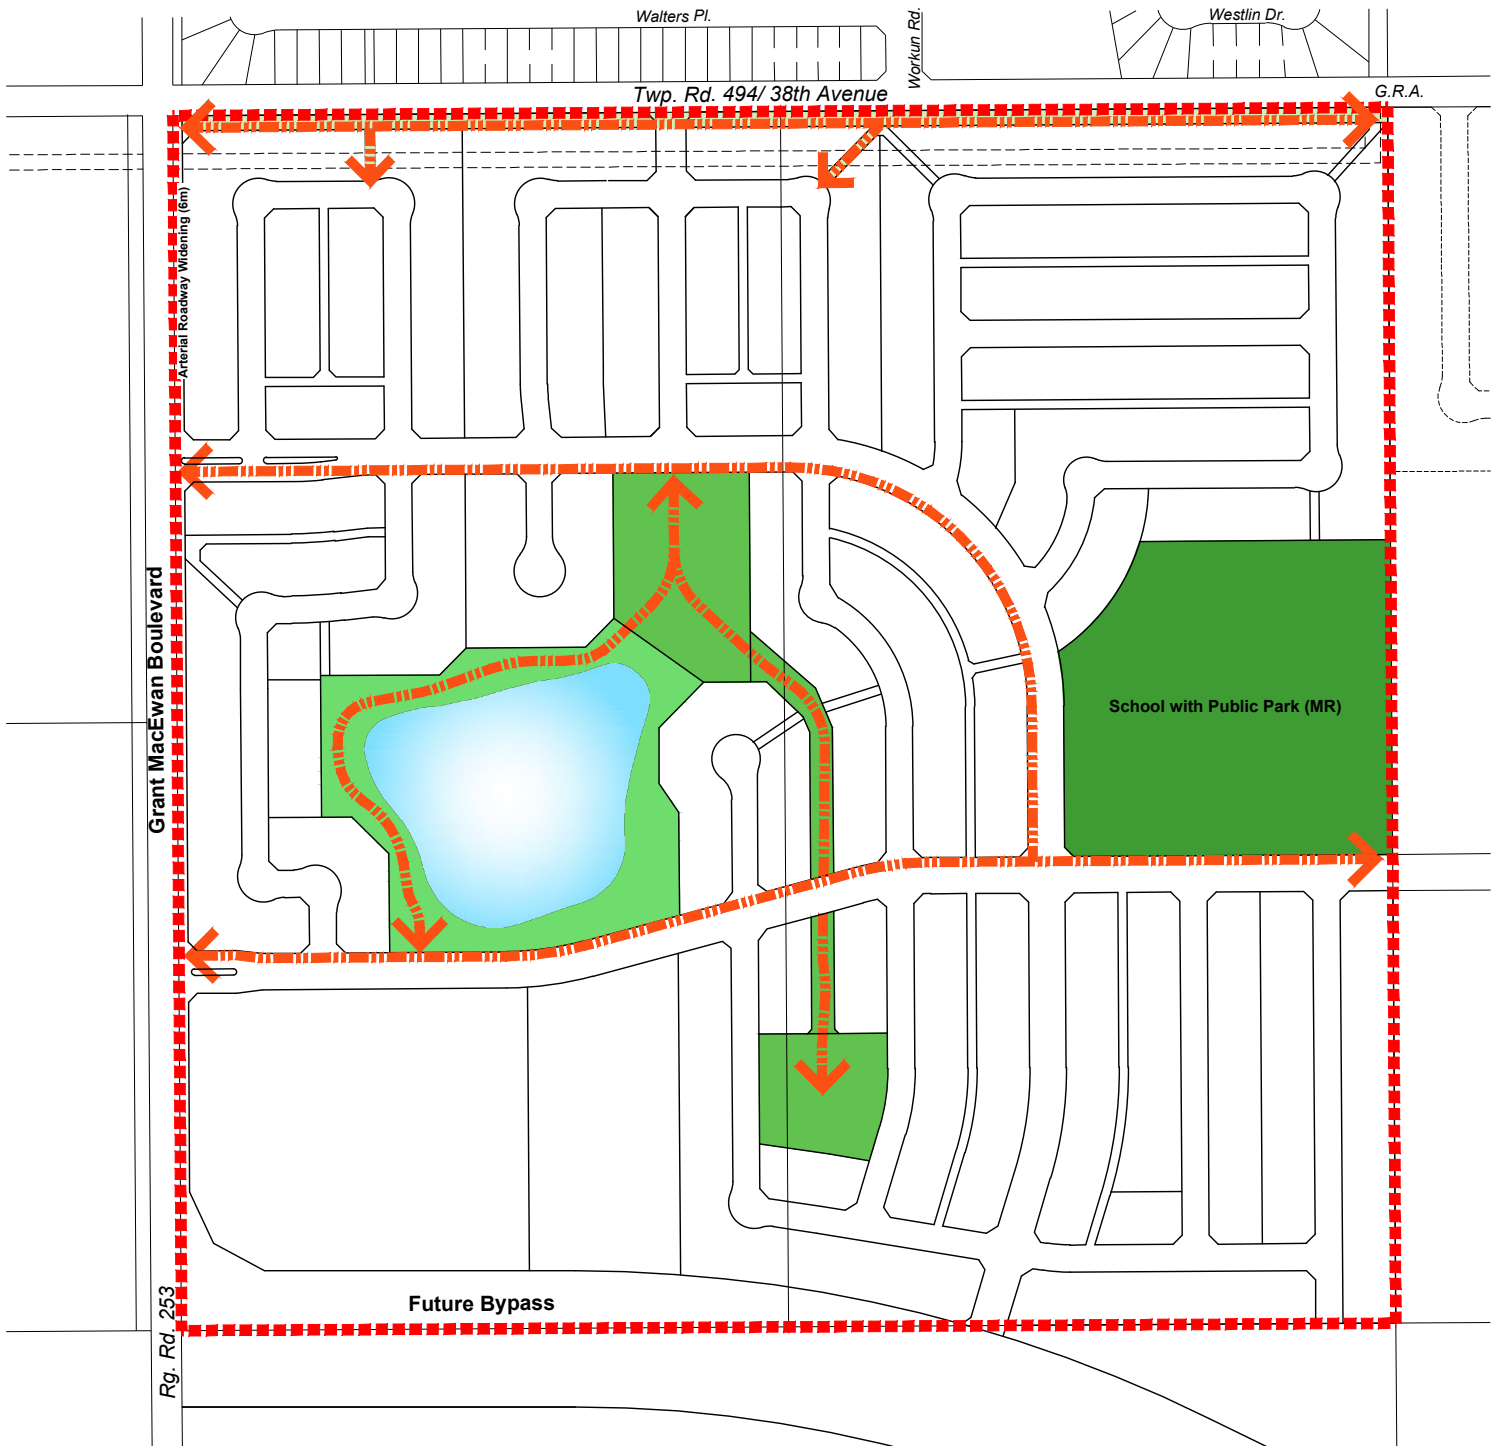 Walters Pl.
Workun Rd.
Westlin Dr.
Twp. Rd. 494/ 38th Avenue
G.R.A.
Arterial Roadway Widening (6m)
Grant MacEwan Boulevard
School with Public Park (MR)
Future Bypass
Rg. Rd. 253